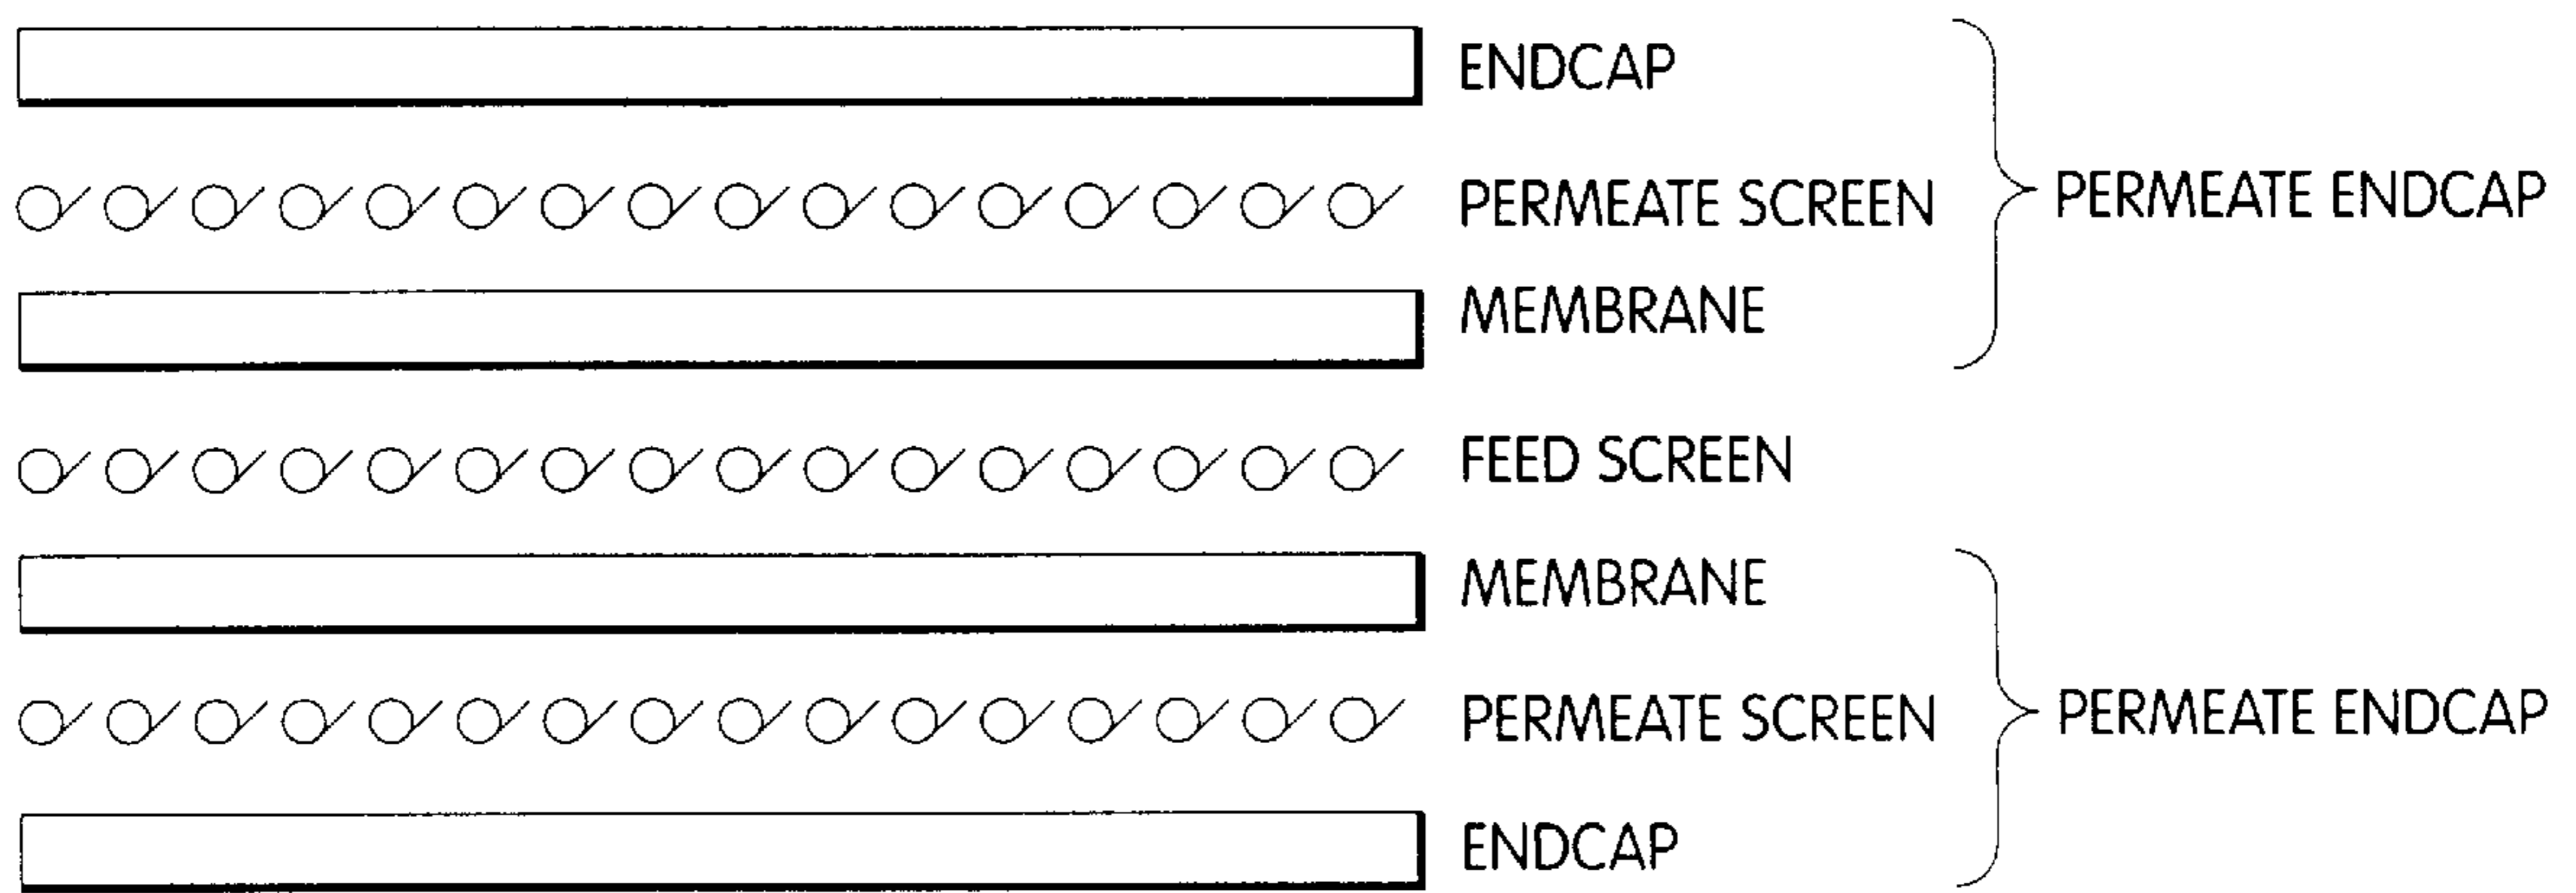 ENDCAP
PERMEATE SCREEN
PERMEATE ENDCAP
MEMBRANE
FEED SCREEN
MEMBRANE
PERMEATE SCREEN
PERMEATE ENDCAP
ENDCAP